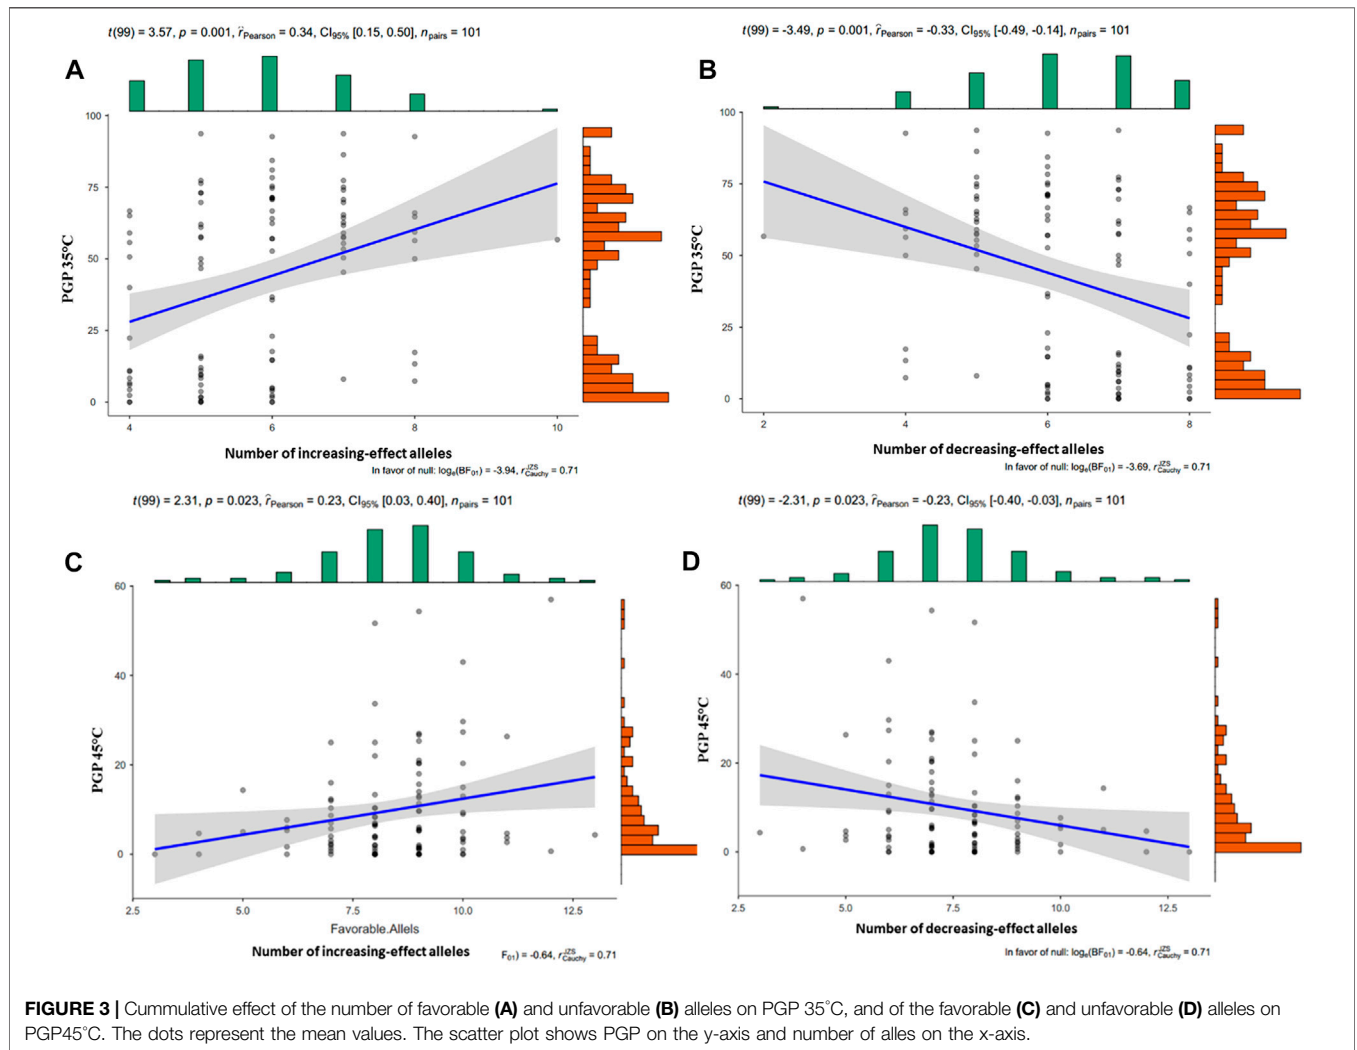 t(99) = 3.57, p = 0.001, r̂Pearson = 0.34, CI95% [0.15, 0.50], npairs = 101
A
100
75
50
25
0
PGP 35°C
4 6 8 10
Number of increasing-effect alleles
In favor of null: loge(BF01) = -3.94, rJZSCauchy = 0.71
t(99) = -3.49, p = 0.001, r̂Pearson = -0.33, CI95% [-0.49, -0.14], npairs = 101
B
100
75
50
25
0
PGP 35°C
2 4 6 8
Number of decreasing-effect alleles
In favor of null: loge(BF01) = -3.69, rJZSCauchy = 0.71
t(99) = 2.31, p = 0.023, r̂Pearson = 0.23, CI95% [0.03, 0.40], npairs = 101
C
60
40
20
0
PGP 45°C
2.5 5.0 7.5 10.0 12.5
Favorable.Allels
Number of increasing-effect alleles
F01) = -0.64, rJZSCauchy = 0.71
t(99) = -2.31, p = 0.023, r̂Pearson = -0.23, CI95% [-0.40, -0.03], npairs = 101
D
60
40
20
0
PGP 45°C
2.5 5.0 7.5 10.0 12.5
Number of decreasing-effect alleles
In favor of null: loge(BF01) = -0.64, rJZSCauchy = 0.71
FIGURE 3 | Cummulative effect of the number of favorable (A) and unfavorable (B) alleles on PGP 35°C, and of the favorable (C) and unfavorable (D) alleles on
PGP45°C. The dots represent the mean values. The scatter plot shows PGP on the y-axis and number of alles on the x-axis.